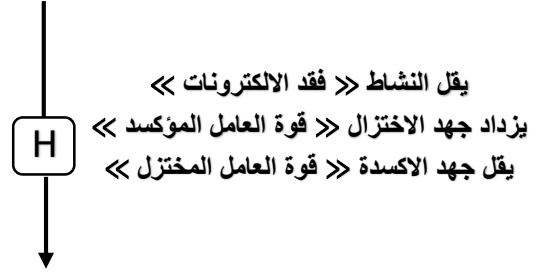 يقل النشاط << فقد الالكترونات >>
يزداد جهد الاختزال << قوة العامل المؤكسد >>
يقل جهد الاكسدة << قوة العامل المختزل >>
H